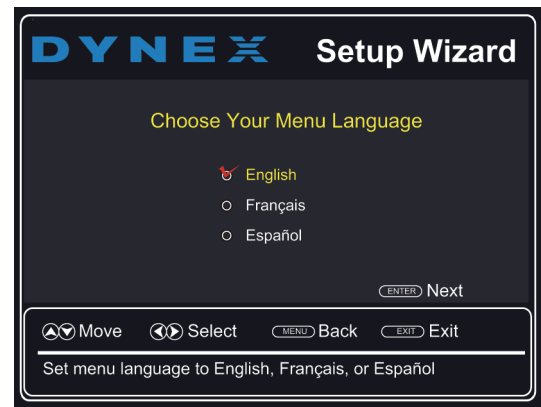 DYNEX Setup Wizard
Choose Your Menu Language
English
Français
Español
ENTER Next
Move Select MENU Back EXIT Exit
Set menu language to English, Français, or Español